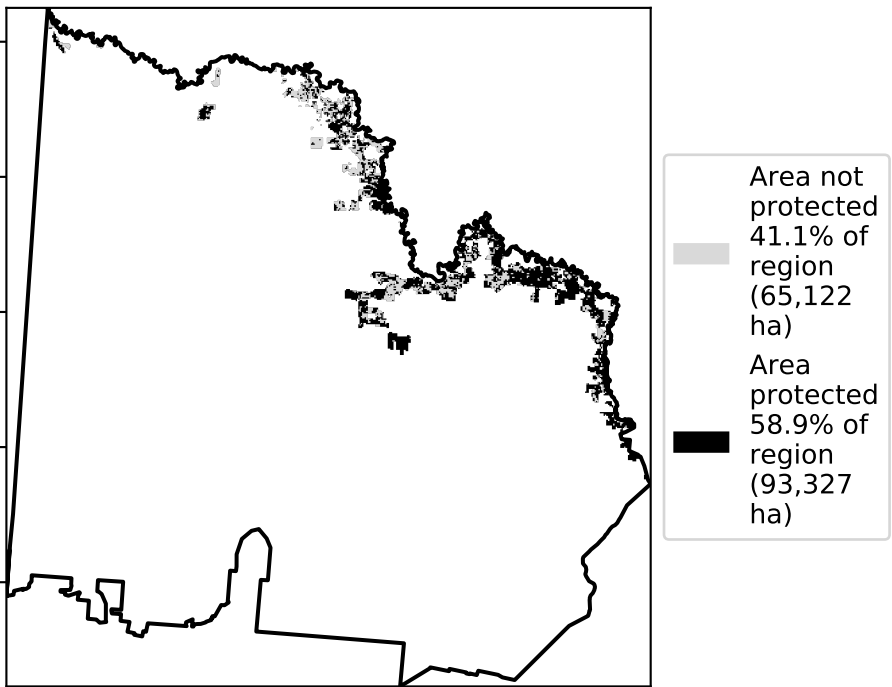 Area not
protected
41.1% of
region
(65,122
ha)
Area
protected
58.9% of
region
(93,327
ha)